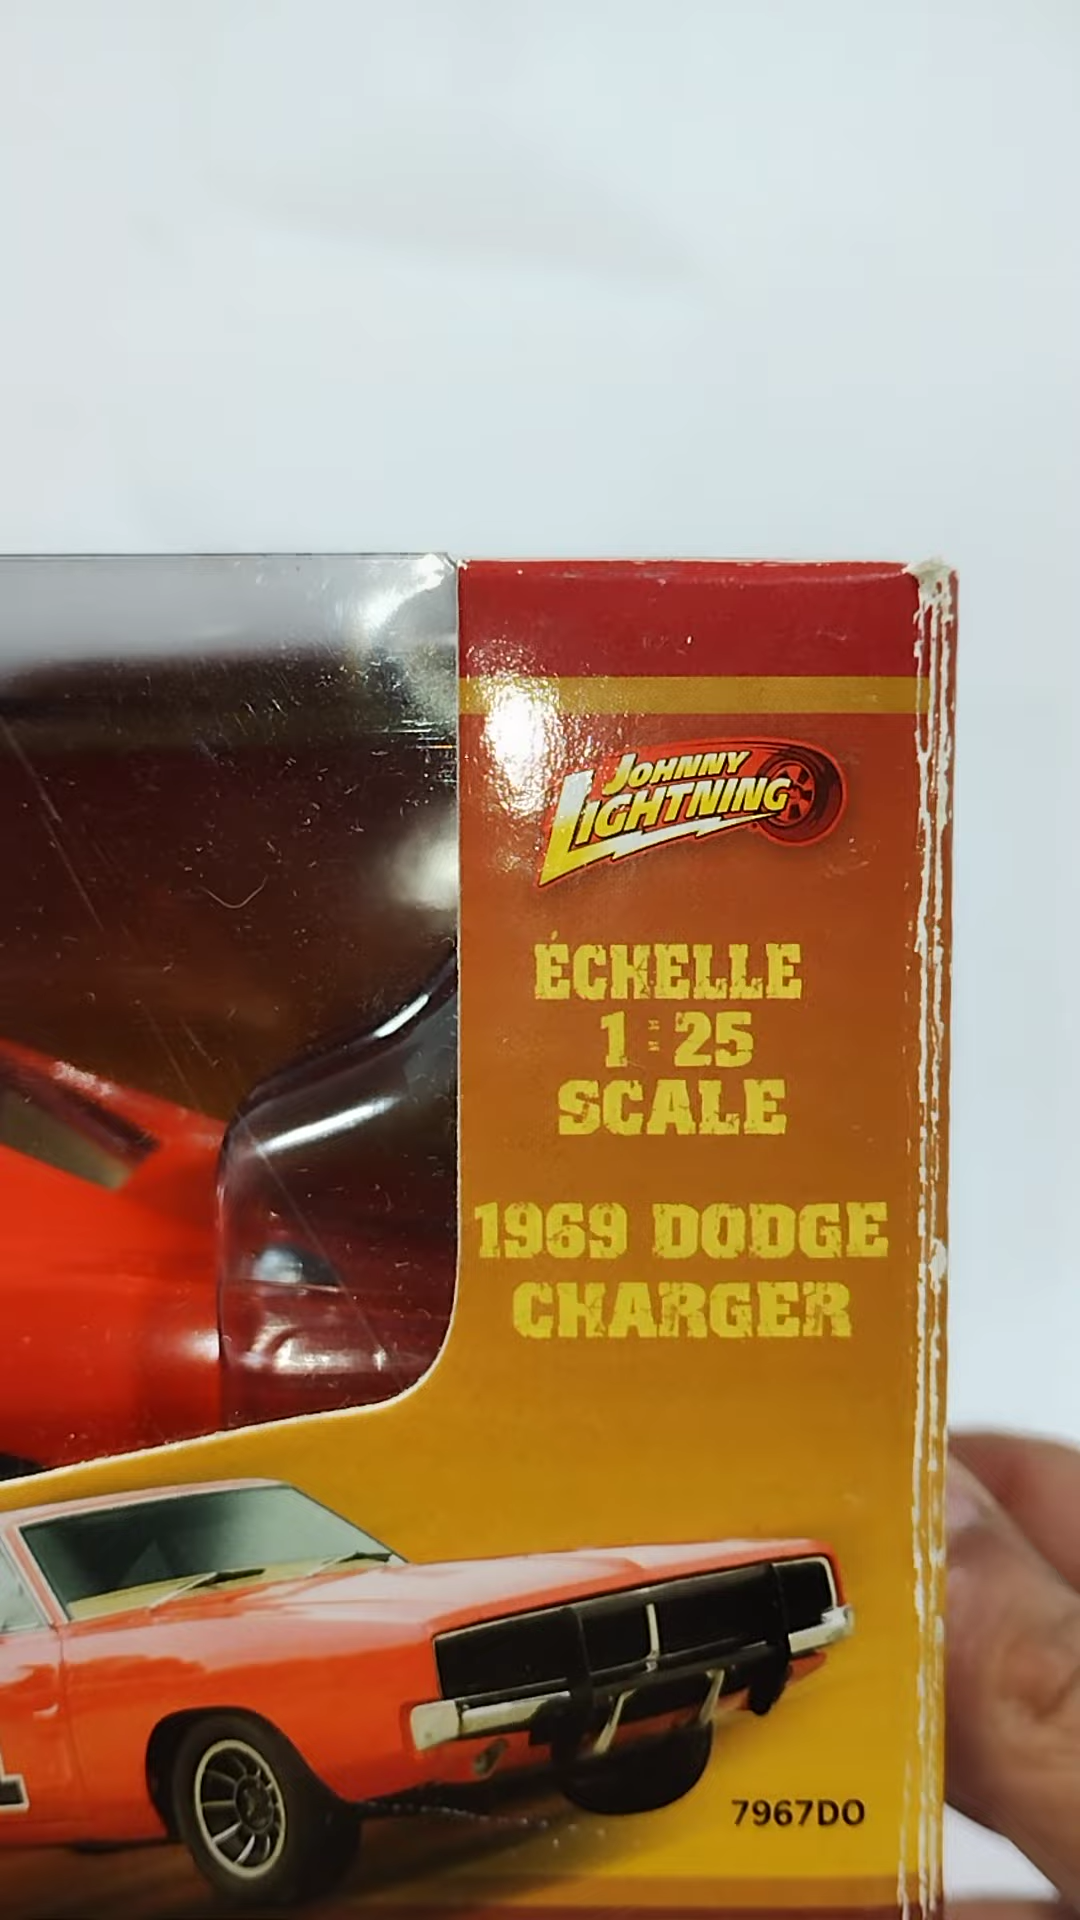 JOHNNY
LIGHTNING
ÉCHELLE
1:25
SCALE
1969 DODGE
CHARGER
7967DO